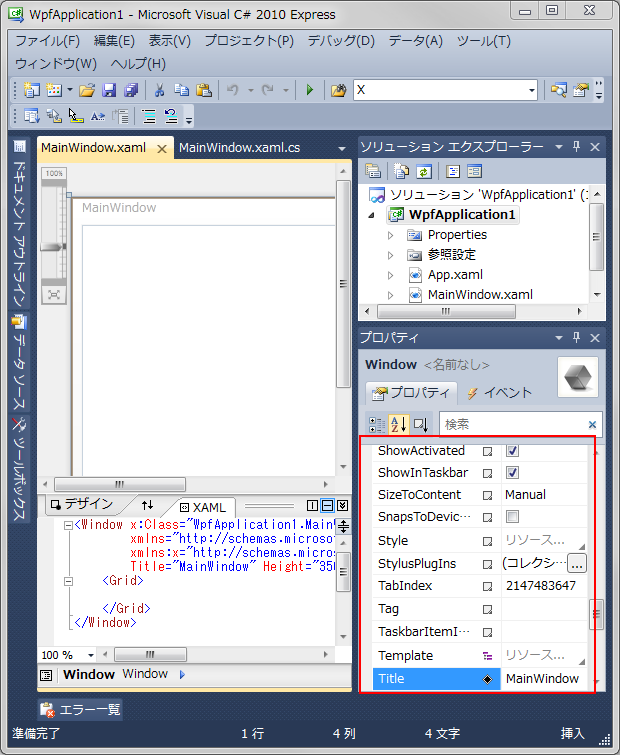 WpfApplication1 - Microsoft Visual C# 2010 Express
ファイル(F) 編集(E) 表示(V) プロジェクト(P) デバッグ(D) データ(A) ツール(T)
ウィンドウ(W) ヘルプ(H)
X
ドキュメント アウトライン
データ ソース
ツールボックス
MainWindow.xaml
MainWindow.xaml.cs
100%
MainWindow
デザイン
XAML
<Window x:Class="WpfApplication1.MainW
xmlns="http://schemas.microso
xmlns:x="http://schemas.micro
Title="MainWindow" Height="350
<Grid>
</Grid>
</Window>
100 %
Window Window
ソリューション エクスプローラー
ソリューション 'WpfApplication1' (
WpfApplication1
Properties
参照設定
App.xaml
MainWindow.xaml
プロパティ
Window <名前なし>
プロパティ イベント
検索
ShowActivated
ShowInTaskbar
SizeToContent Manual
SnapsToDevic...
Style リソース...
StylusPlugIns (コレクシ... ...
TabIndex 2147483647
Tag
TaskbarItemI...
Template リソース...
Title MainWindow
エラー一覧
準備完了 1 行 4 列 4 文字 挿入